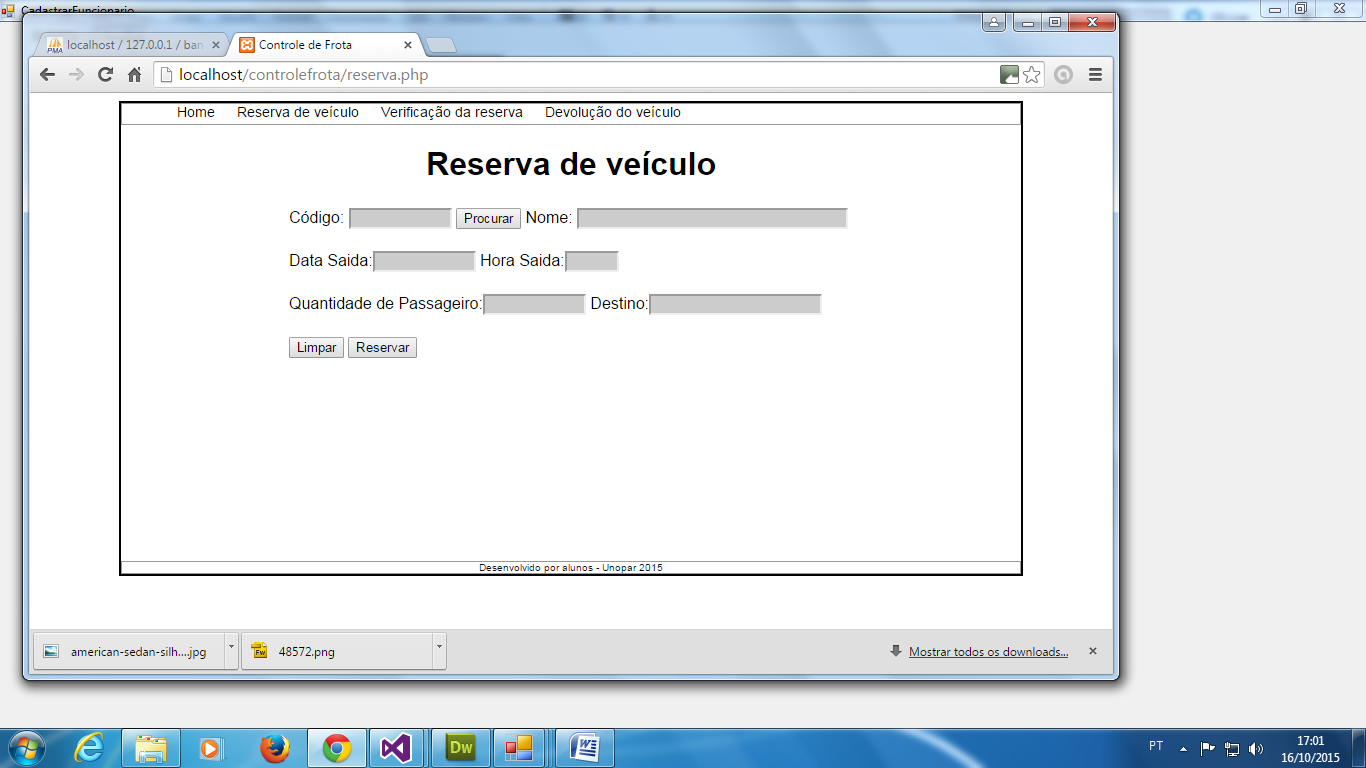 CadastrarFuncionario
localhost / 127.0.0.1 / ban
Controle de Frota
localhost/controlefrota/reserva.php
Home Reserva de veículo Verificação da reserva Devolução do veículo
Reserva de veículo
Código: Procurar Nome:
Data Saida: Hora Saida:
Quantidade de Passageiro: Destino:
Limpar Reservar
Desenvolvido por alunos - Unopar 2015
american-sedan-silh....jpg 48572.png Mostrar todos os downloads...
PT 17:01
16/10/2015